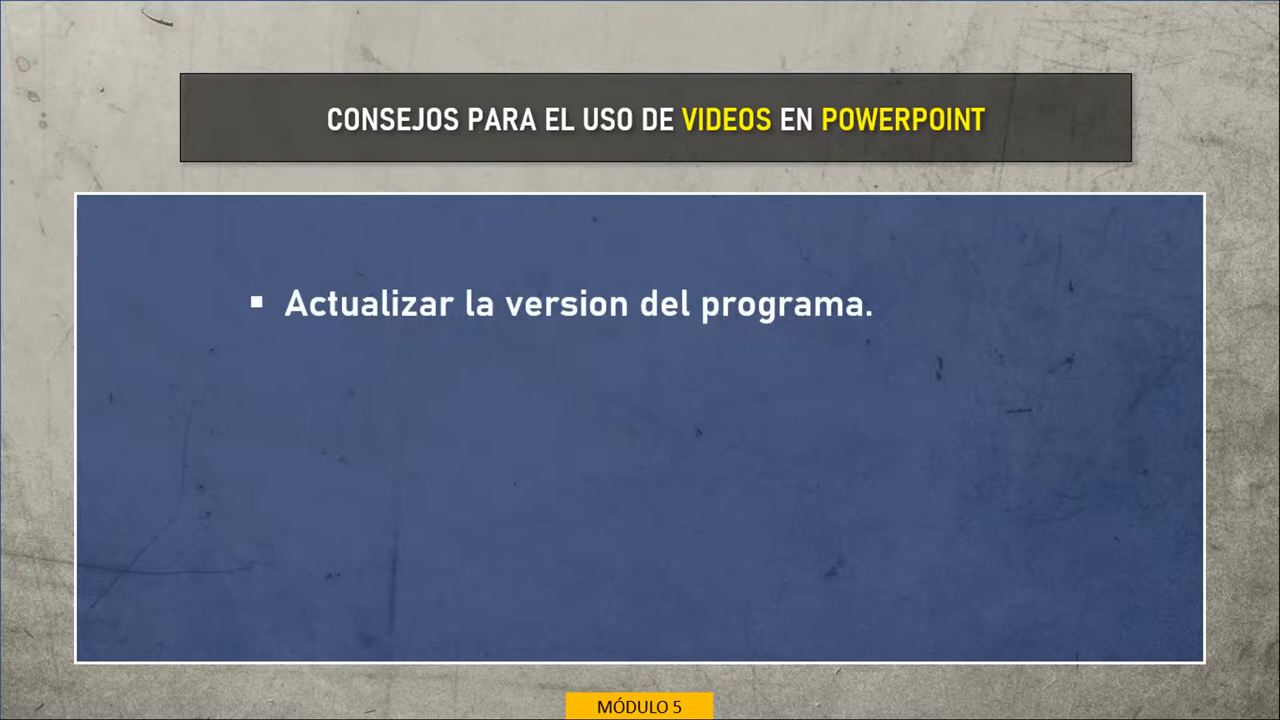 CONSEJOS PARA EL USO DE VIDEOS EN POWERPOINT
▪ Actualizar la version del programa.
MÓDULO 5